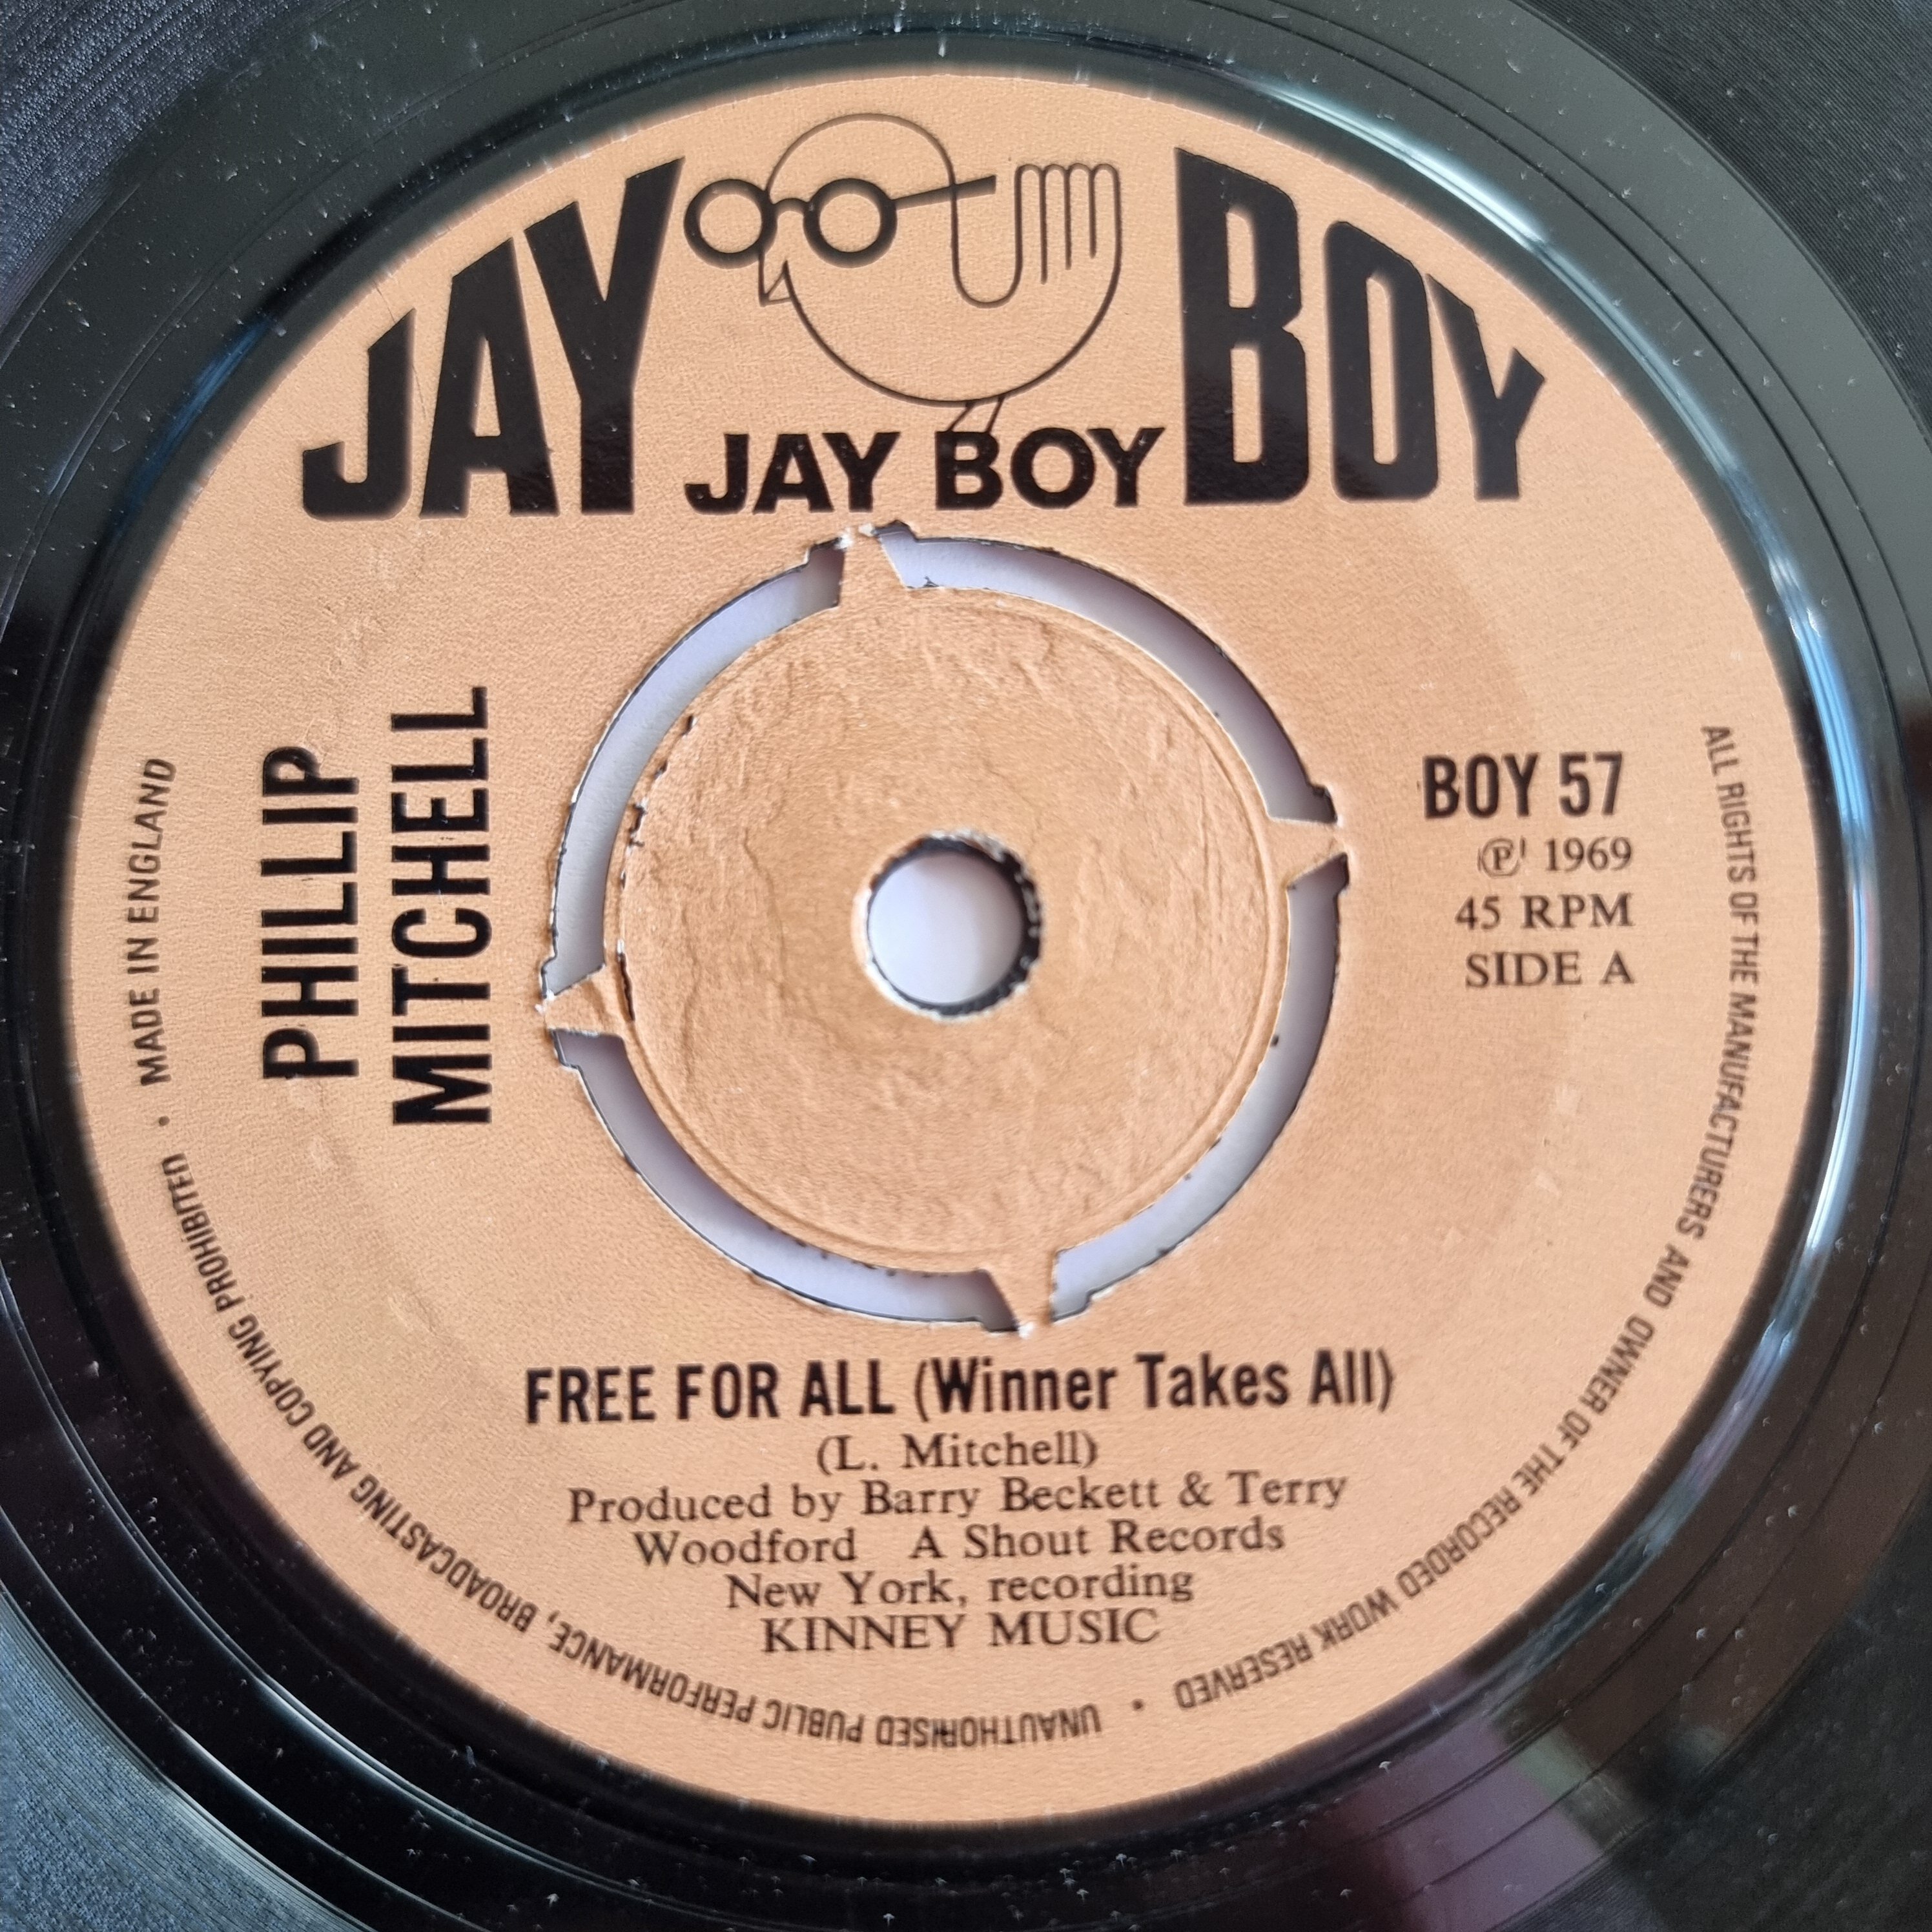 JAY BOY
JAY BOY
PHILLIP
MITCHELL
BOY 57
℗ 1969
45 RPM
SIDE A
FREE FOR ALL (Winner Takes All)
(L. Mitchell)
Produced by Barry Beckett & Terry
Woodford A Shout Records
New York, recording
KINNEY MUSIC
ALL RIGHTS OF THE MANUFACTURERS AND OWNER OF THE RECORDED WORK RESERVED • UNAUTHORISED PUBLIC PERFORMANCE, BROADCASTING AND COPYING PROHIBITED • MADE IN ENGLAND